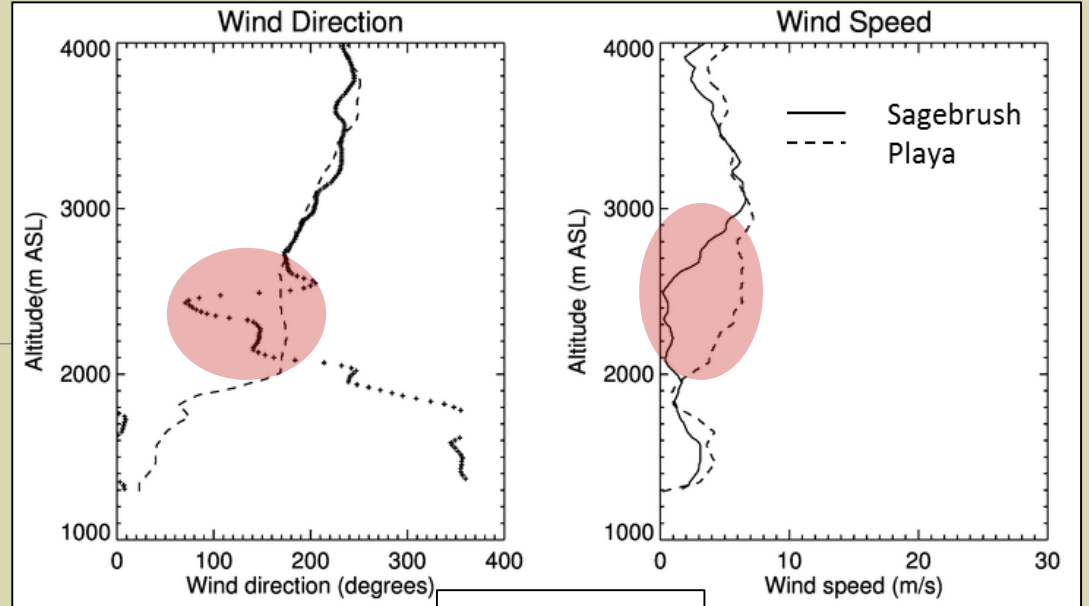 Wind Direction
4000
3000
2000
1000
Altitude(m ASL)
0
100
200
300
400
Wind direction (degrees)
Wind Speed
4000
3000
2000
1000
Altitude (m ASL)
Sagebrush
Playa
0
10
20
30
Wind speed (m/s)